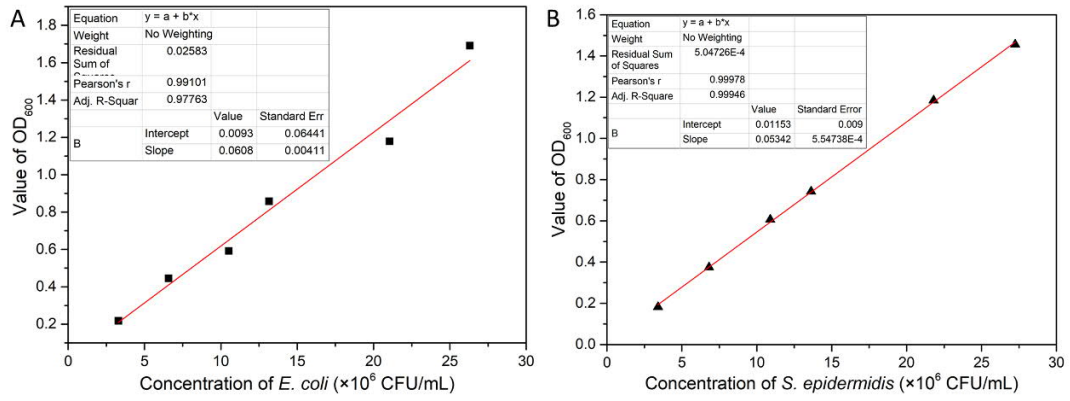 A
Equation y = a + b*x
Weight No Weighting
Residual Sum of 0.02583
Pearson's r 0.99101
Adj. R-Squar 0.97763
Value Standard Err
B Intercept 0.0093 0.06441
Slope 0.0608 0.00411
Value of OD600
1.8
1.6
1.4
1.2
1.0
0.8
0.6
0.4
0.2
0 5 10 15 20 25 30
Concentration of E. coli (×10⁶ CFU/mL)
B
Equation y = a + b*x
Weight No Weighting
Residual Sum 5.04726E-4
of Squares
Pearson's r 0.99978
Adj. R-Square 0.99946
Value Standard Error
B Intercept 0.01153 0.009
Slope 0.05342 5.54738E-4
Value of OD600
1.6
1.4
1.2
1.0
0.8
0.6
0.4
0.2
0.0
0 5 10 15 20 25 30
Concentration of S. epidermidis (×10⁶ CFU/mL)